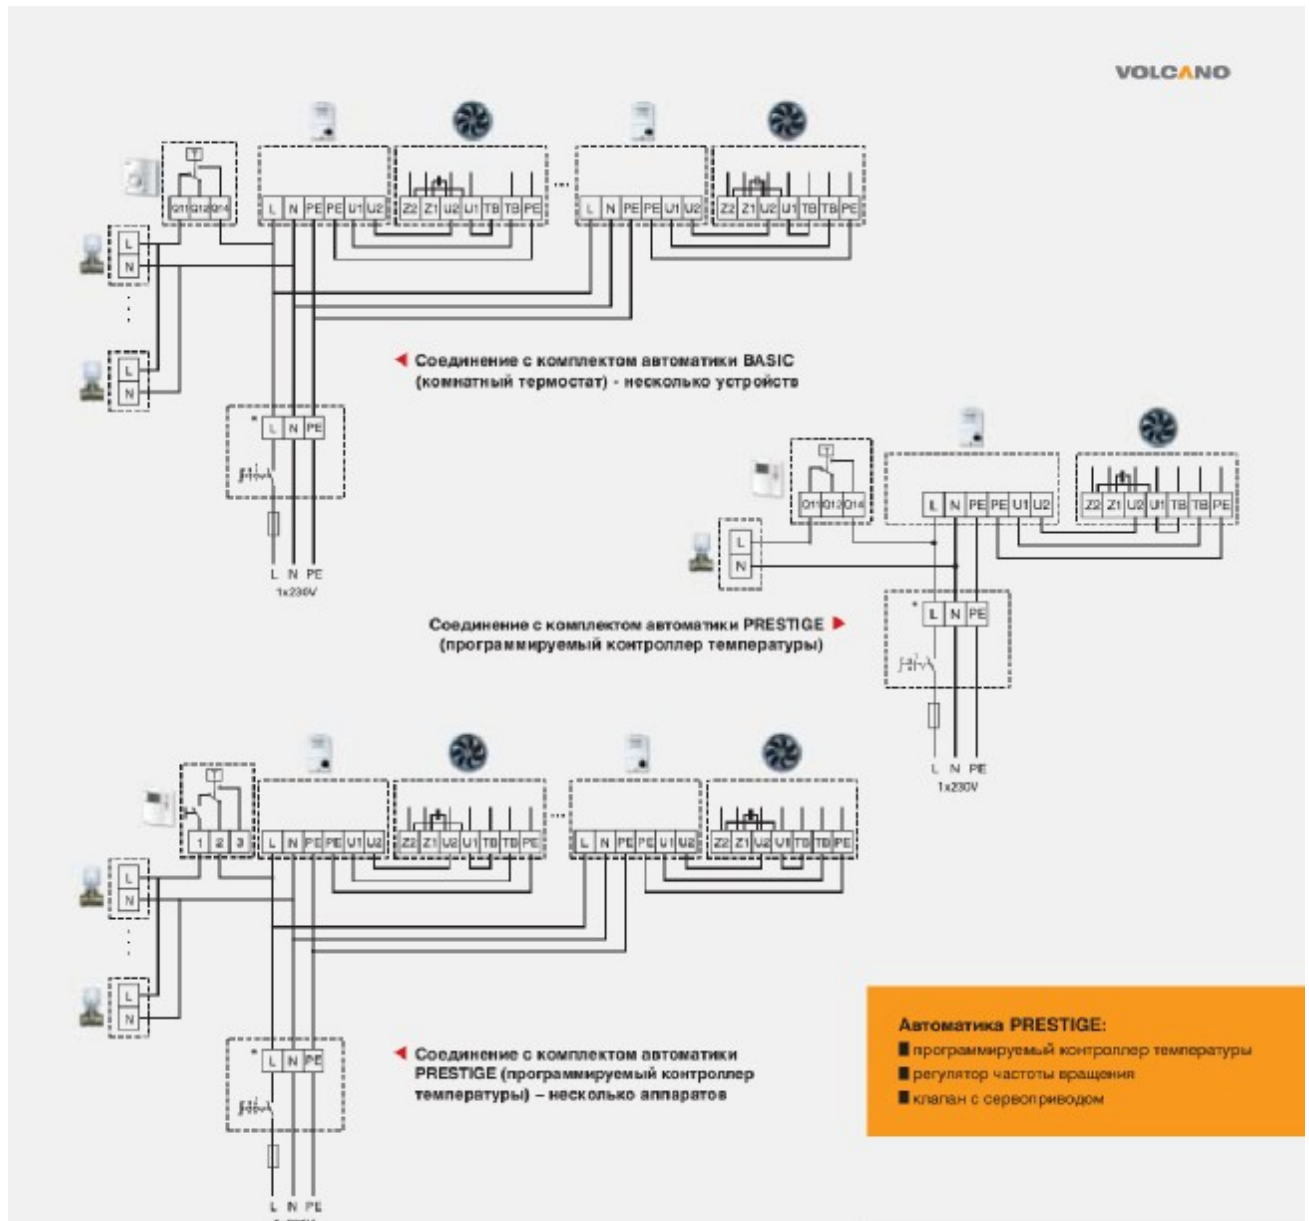 VOLCANO
Q11 Q12 Q14
L N PE PE U1 U2
Z2 Z1 U2 U1 TB TB PE
...
L N PE PE U1 U2
Z2 Z1 U2 U1 TB TB PE
L
N
L
N
◄ Соединение с комплектом автоматики BASIC
(комнатный термостат) - несколько устройств
* L N PE
L N PE
1x230V
Q11 Q12 Q14
L N PE PE U1 U2
Z2 Z1 U2 U1 TB TB PE
L
N
Соединение с комплектом автоматики PRESTIGE ►
(программируемый контроллер температуры)
* L N PE
L N PE
1x230V
1 2 3
L N PE PE U1 U2
Z2 Z1 U2 U1 TB TB PE
...
L N PE PE U1 U2
Z2 Z1 U2 U1 TB TB PE
L
N
L
N
◄ Соединение с комплектом автоматики
PRESTIGE (программируемый контроллер
температуры) – несколько аппаратов
* L N PE
L N PE
Автоматика PRESTIGE:
■ программируемый контроллер температуры
■ регулятор частоты вращения
■ клапан с сервоприводом